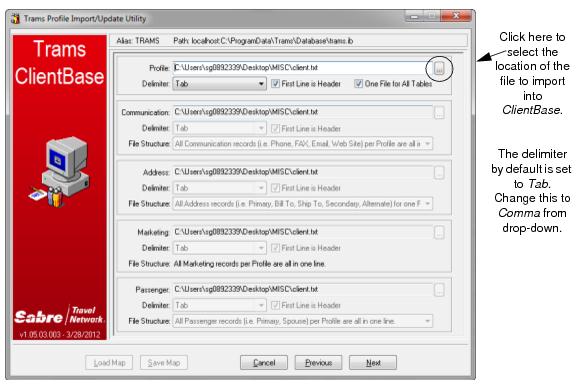 Trams Profile Import/Update Utility
Trams
ClientBase
Sabre Travel Network.
v1.05.03.003 - 3/28/2012
Alias: TRAMS Path: localhost:C:\ProgramData\Trams\Database\trams.ib
Profile: C:\Users\sg0892339\Desktop\MISC\client.txt ...
Delimiter: Tab First Line is Header One File for All Tables
Communication: C:\Users\sg0892339\Desktop\MISC\client.txt ...
Delimiter: Tab First Line is Header
File Structure: All Communication records (i.e. Phone, FAX, Email, Web Site) per Profile are all ir
Address: C:\Users\sg0892339\Desktop\MISC\client.txt ...
Delimiter: Tab First Line is Header
File Structure: All Address records (i.e. Primary, Bill To, Ship To, Secondary, Alternate) for one F
Marketing: C:\Users\sg0892339\Desktop\MISC\client.txt ...
Delimiter: Tab First Line is Header
File Structure: All Marketing records per Profile are all in one line.
Passenger: C:\Users\sg0892339\Desktop\MISC\client.txt ...
Delimiter: Tab First Line is Header
File Structure: All Passenger records (i.e. Primary, Spouse) per Profile are all in one line.
Load Map Save Map Cancel Previous Next
Click here to
select the
location of the
file to import
into
ClientBase.
The delimiter
by default is set
to Tab.
Change this to
Comma from
drop-down.